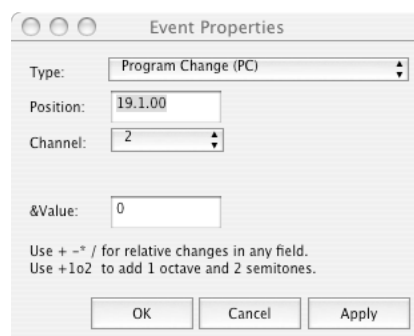 Event Properties
Type: Program Change (PC)
Position: 19.1.00
Channel: 2
&Value: 0
Use + -* / for relative changes in any field.
Use +1o2 to add 1 octave and 2 semitones.
OK Cancel Apply